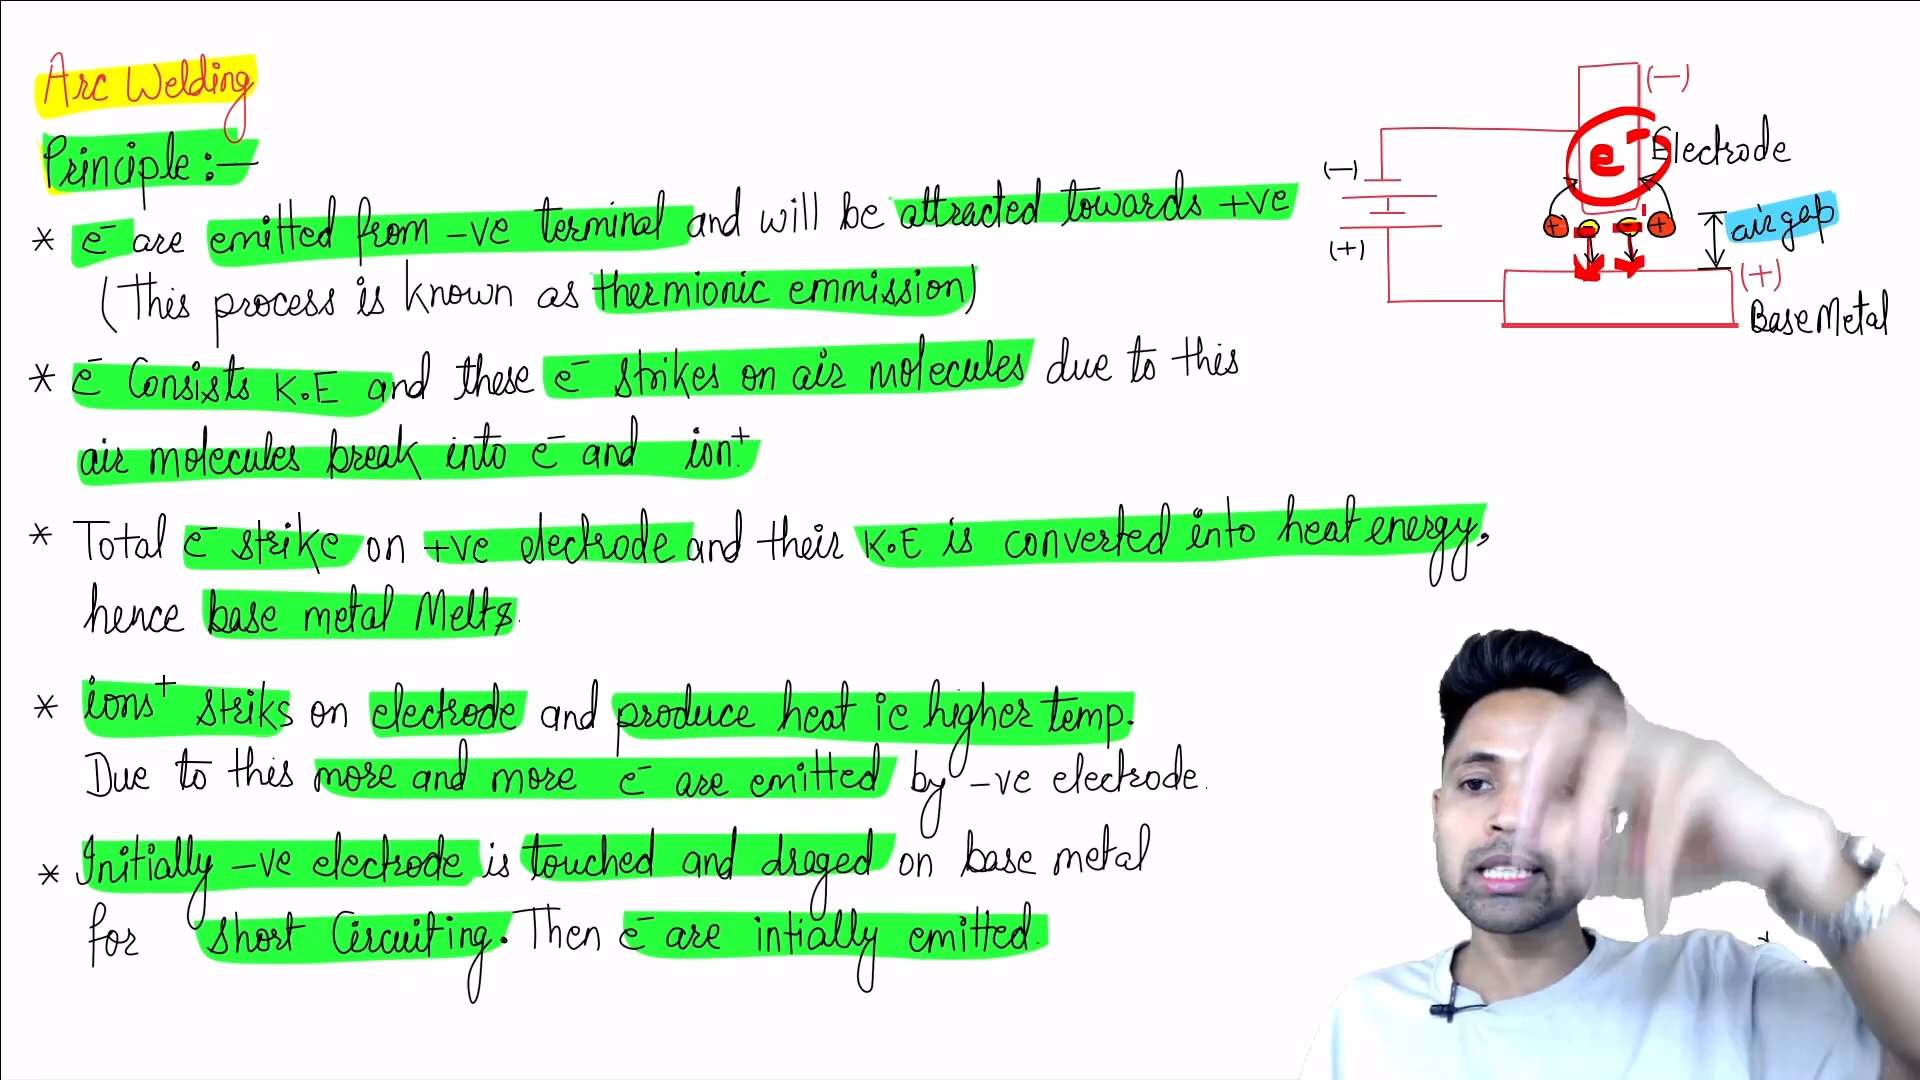 Arc Welding
Principle :-
* e⁻ are emitted from -ve terminal and will be attracted towards +ve
(This process is known as thermionic emmission)
* e⁻ Consists K.E and these e⁻ strikes on air molecules due to this
air molecules break into e⁻ and ion⁺.
* Total e⁻ strike on +ve electrode and their K.E is converted into heat energy,
hence base metal Melts.
* ions⁺ striks on electrode and produce heat ie higher temp.
Due to this more and more e⁻ are emitted by -ve electrode.
* Initially -ve electrode is touched and draged on base metal
for Short Circuiting. Then e⁻ are intially emitted.
(-)
e⁻
Electrode
(-)
+
+
air gap
(+)
(+)
Base Metal